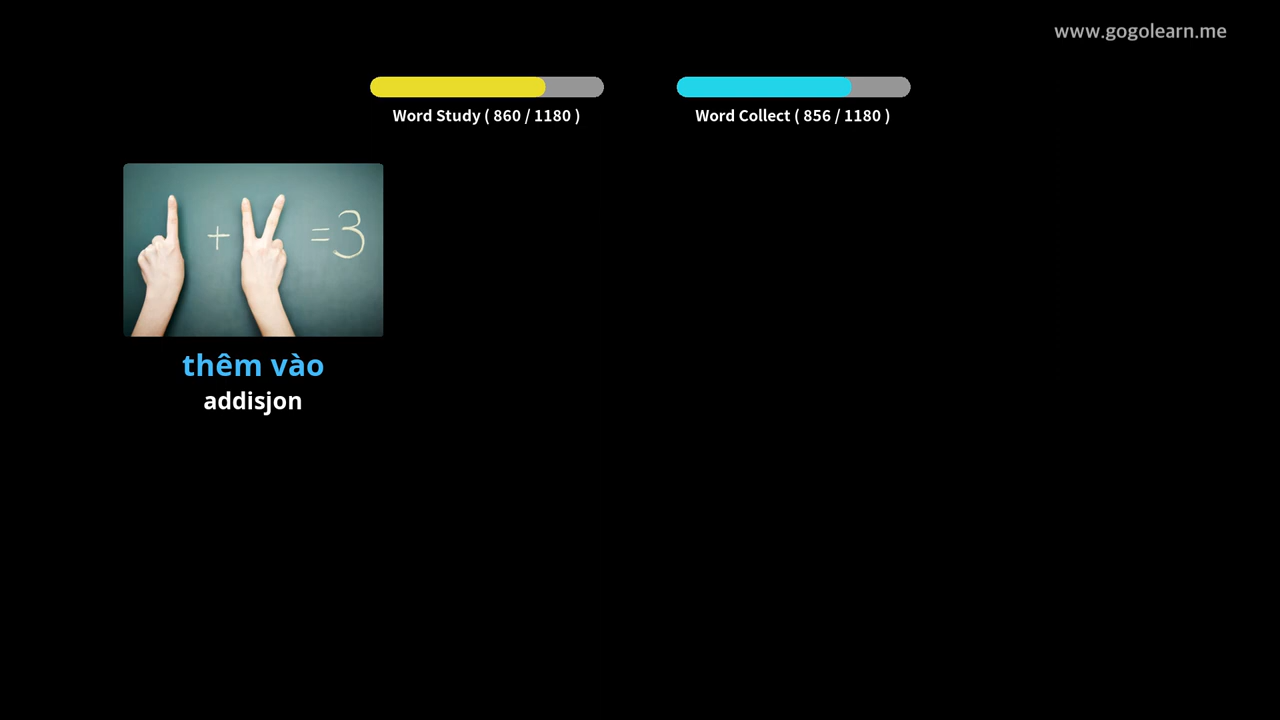 www.gogolearn.me
Word Study ( 860 / 1180 )
Word Collect ( 856 / 1180 )
+ =3
thêm vào
addisjon